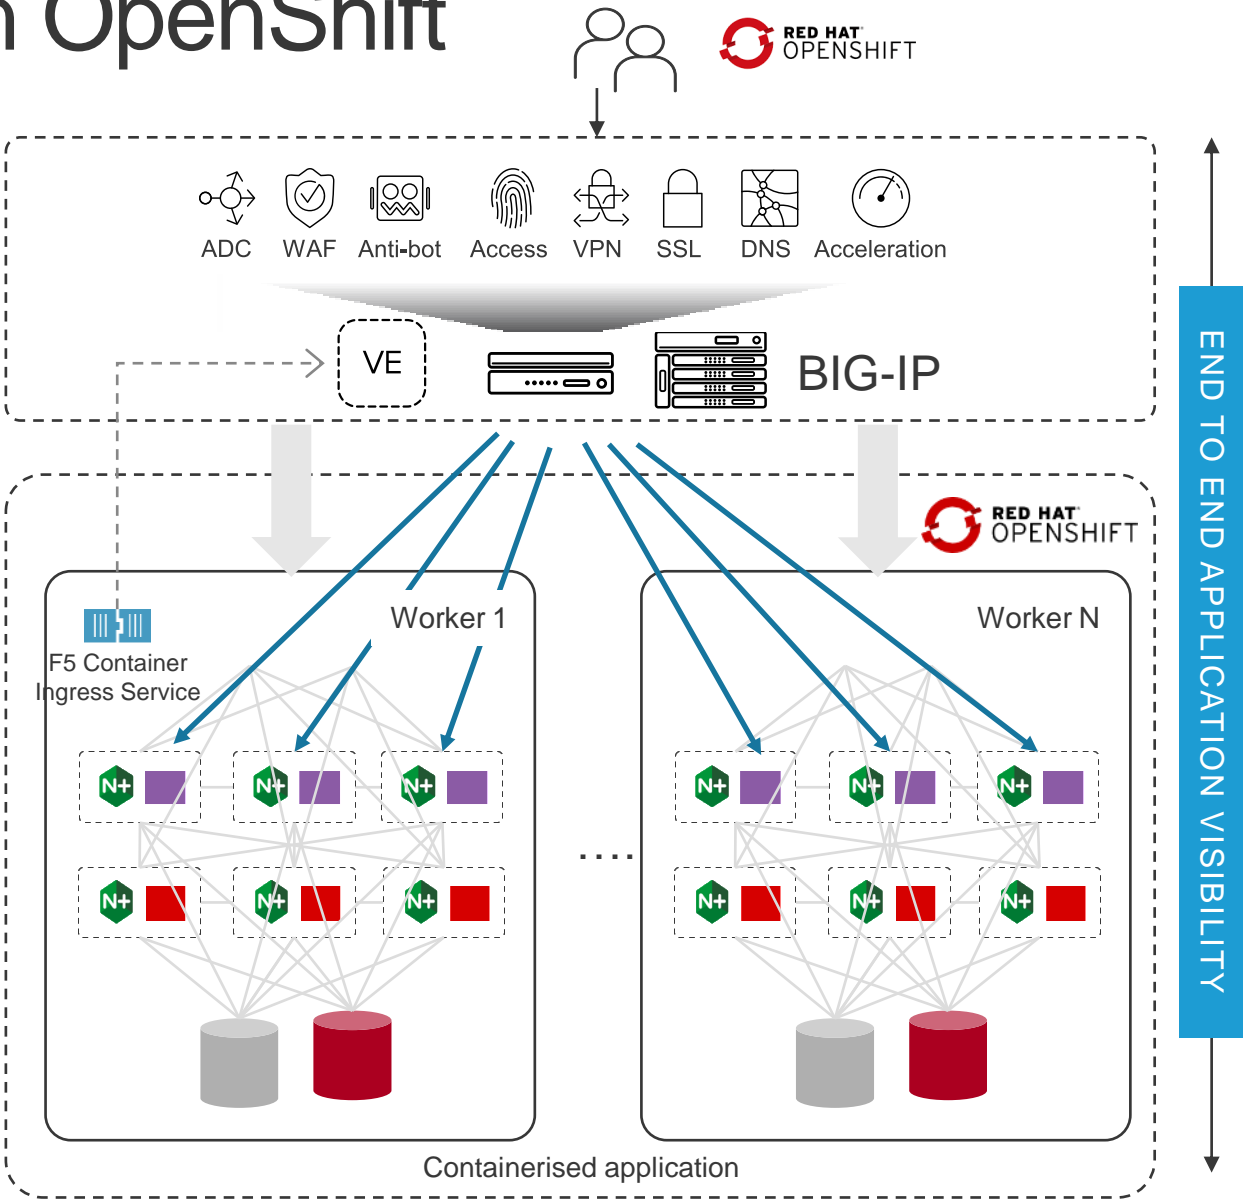 n OpenShift
RED HAT
OPENSHIFT
ADC WAF Anti-bot Access VPN SSL DNS Acceleration
VE
BIG-IP
RED HAT
OPENSHIFT
Worker 1
Worker N
F5 Container
Ingress Service
N+ N+ N+ N+ N+ N+
....
N+ N+ N+ N+ N+ N+
Containerised application
END TO END APPLICATION VISIBILITY